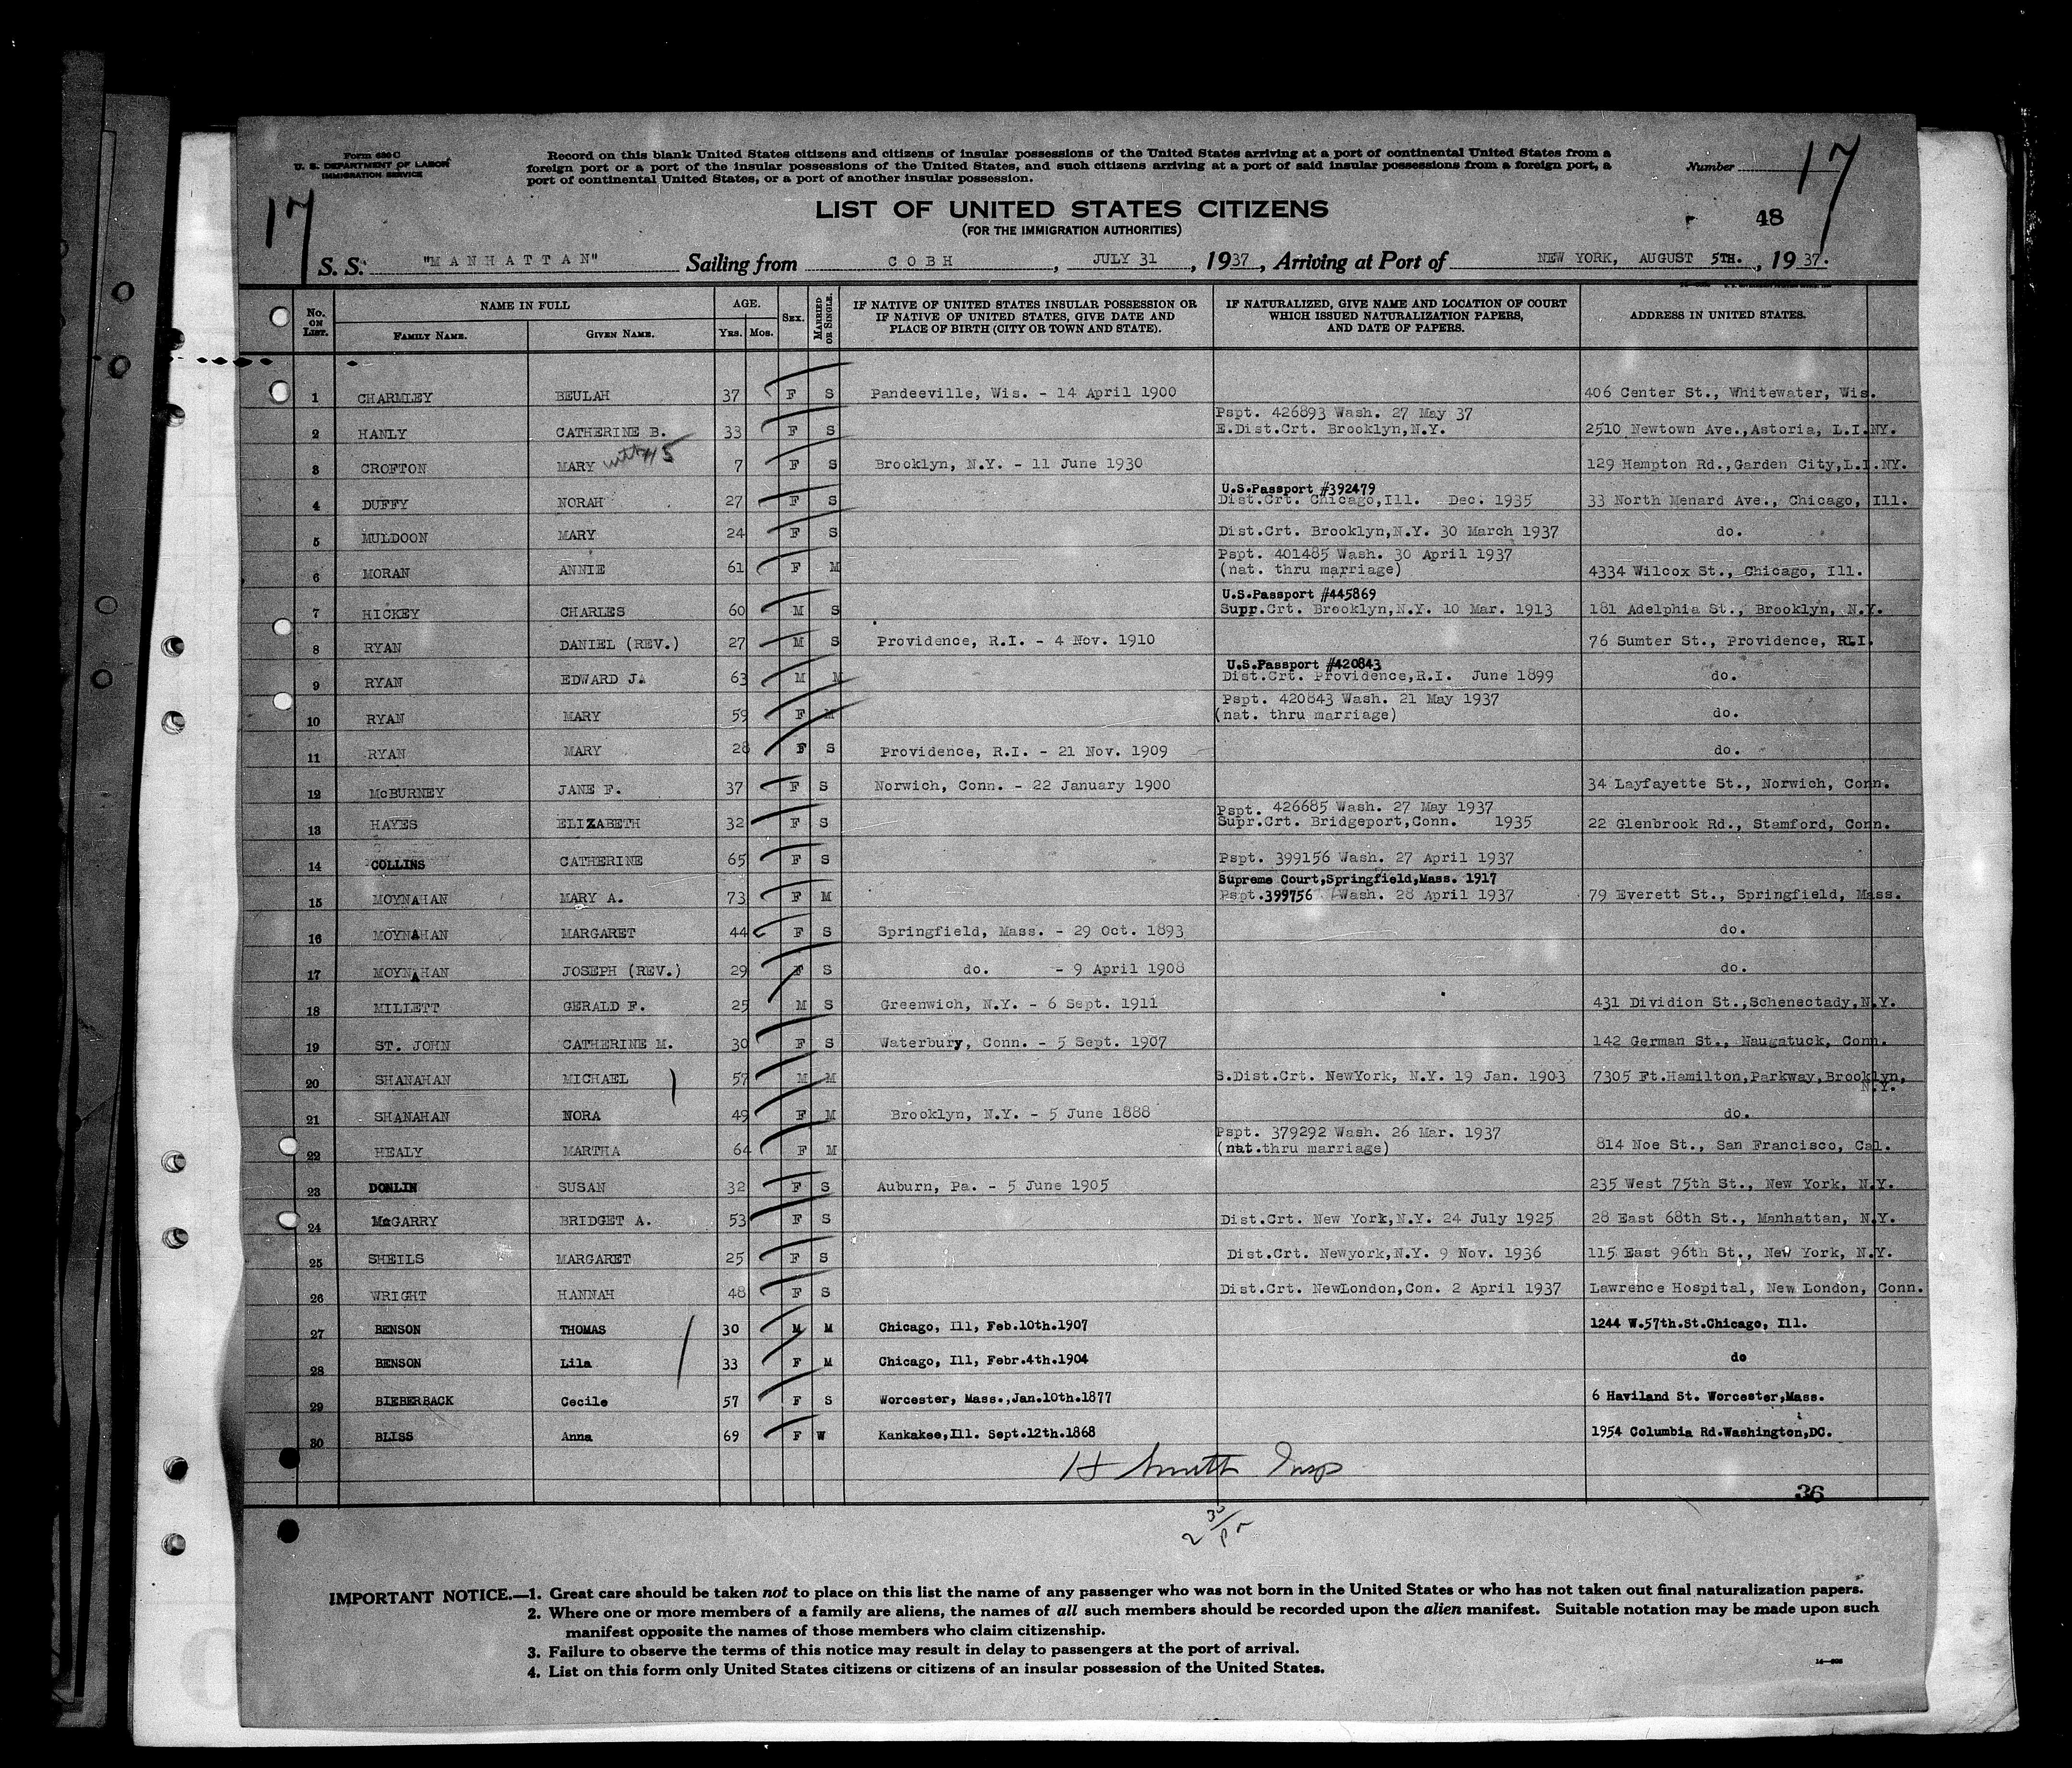 Form 630 C
U. S. DEPARTMENT OF LABOR
IMMIGRATION SERVICE
Record on this blank United States citizens and citizens of insular possessions of the United States arriving at a port of continental United States from a
foreign port or a port of the insular possessions of the United States, and such citizens arriving at a port of said insular possessions from a foreign port, a
port of continental United States, or a port of another insular possession.
Number 17
17
LIST OF UNITED STATES CITIZENS
48
(FOR THE IMMIGRATION AUTHORITIES)
S. S. "MANHATTAN" Sailing from COBH, JULY 31, 1937, Arriving at Port of NEW YORK, AUGUST 5TH., 1937.
No. ON LIST. NAME IN FULL FAMILY NAME. GIVEN NAME. AGE. YRS. MOS. SEX. MARRIED OR SINGLE. IF NATIVE OF UNITED STATES INSULAR POSSESSION OR IF NATIVE OF UNITED STATES, GIVE DATE AND PLACE OF BIRTH (CITY OR TOWN AND STATE). IF NATURALIZED, GIVE NAME AND LOCATION OF COURT WHICH ISSUED NATURALIZATION PAPERS, AND DATE OF PAPERS. ADDRESS IN UNITED STATES.
1 CHARMLEY BEULAH 37 F S Pandeeville, Wis. - 14 April 1900 406 Center St., Whitewater, Wis.
Pspt. 426893 Wash. 27 May 37
2 HANLY CATHERINE B. 33 F S E.Dist.Crt. Brooklyn,N.Y. 2510 Newtown Ave.,Astoria, L.I.NY.
3 CROFTON MARY 7 F S Brooklyn, N.Y. - 11 June 1930 129 Hampton Rd.,Garden City,L.I.NY.
U.S.Passport #392479
4 DUFFY NORAH 27 F S Dist.Crt. Chicago,Ill. Dec. 1935 33 North Menard Ave., Chicago, Ill.
5 MULDOON MARY 24 F S Dist.Crt. Brooklyn,N.Y. 30 March 1937 do.
Pspt. 401485 Wash. 30 April 1937
6 MORAN ANNIE 61 F M (nat. thru marriage) 4334 Wilcox St., Chicago, Ill.
U.S.Passport #445869
7 HICKEY CHARLES 60 M S Supr.Crt. Brooklyn,N.Y. 10 Mar. 1913 181 Adelphia St., Brooklyn, N.Y.
8 RYAN DANIEL (REV.) 27 M S Providence, R.I. - 4 Nov. 1910 76 Sumter St., Providence, R.I.
U.S.Passport #420843
9 RYAN EDWARD J. 63 M M Dist.Crt. Providence,R.I. June 1899 do.
Pspt. 420843 Wash. 21 May 1937
10 RYAN MARY 59 F M (nat. thru marriage) do.
11 RYAN MARY 28 F S Providence, R.I. - 21 Nov. 1909 do.
12 McBURNEY JANE F. 37 F S Norwich, Conn. - 22 January 1900 34 Layfayette St., Norwich, Conn.
Pspt. 426685 Wash. 27 May 1937
13 HAYES ELIZABETH 32 F S Supr.Crt. Bridgeport,Conn. 1935 22 Glenbrook Rd., Stamford, Conn.
14 COLLINS CATHERINE 65 F S Pspt. 399156 Wash. 27 April 1937
Supreme Court,Springfield,Mass. 1917
15 MOYNAHAN MARY A. 73 F M Pspt.399756 Wash. 28 April 1937 79 Everett St., Springfield, Mass.
16 MOYNAHAN MARGARET 44 F S Springfield, Mass. - 29 Oct. 1893 do.
17 MOYNAHAN JOSEPH (REV.) 29 F S do. - 9 April 1908 do.
18 MILLETT GERALD F. 25 M S Greenwich, N.Y. - 6 Sept. 1911 431 Dividion St.,Schenectady,N.Y.
19 ST. JOHN CATHERINE M. 30 F S Waterbury, Conn. - 5 Sept. 1907 142 German St., Naugatuck, Conn.
20 SHANAHAN MICHAEL 57 M M S.Dist.Crt. NewYork, N.Y. 19 Jan. 1903 7305 Ft.Hamilton,Parkway,Brooklyn,
N.Y.
21 SHANAHAN NORA 49 F M Brooklyn, N.Y. - 5 June 1888 do.
Pspt. 379292 Wash. 26 Mar. 1937
22 HEALY MARTHA 64 F M (nat.thru marriage) 814 Noe St., San Francisco, Cal.
23 DONLIN SUSAN 32 F S Auburn, Pa. - 5 June 1905 235 West 75th St., New York, N.Y.
24 McGARRY BRIDGET A. 53 F S Dist.Crt. New York,N.Y. 24 July 1925 28 East 68th St., Manhattan, N.Y.
25 SHEILS MARGARET 25 F S Dist.Crt. Newyork,N.Y. 9 Nov. 1936 115 East 96th St., New York, N.Y.
26 WRIGHT HANNAH 48 F S Dist.Crt. NewLondon,Con. 2 April 1937 Lawrence Hospital, New London, Conn.
27 BENSON THOMAS 30 M M Chicago, Ill, Feb.10th.1907 1244 W.57th.St.Chicago, Ill.
28 BENSON Lila 33 F M Chicago, Ill, Febr.4th.1904 do
29 BIEBERBACK Cecile 57 F S Worcester, Mass.,Jan.10th.1877 6 Haviland St. Worcester,Mass.
30 BLISS Anna 69 F W Kankakee,Ill. Sept.12th.1868 1954 Columbia Rd.Washington,DC.
H Smith Insp
36
2 30/
IMPORTANT NOTICE.—1. Great care should be taken not to place on this list the name of any passenger who was not born in the United States or who has not taken out final naturalization papers.
2. Where one or more members of a family are aliens, the names of all such members should be recorded upon the alien manifest. Suitable notation may be made upon such
manifest opposite the names of those members who claim citizenship.
3. Failure to observe the terms of this notice may result in delay to passengers at the port of arrival.
4. List on this form only United States citizens or citizens of an insular possession of the United States.